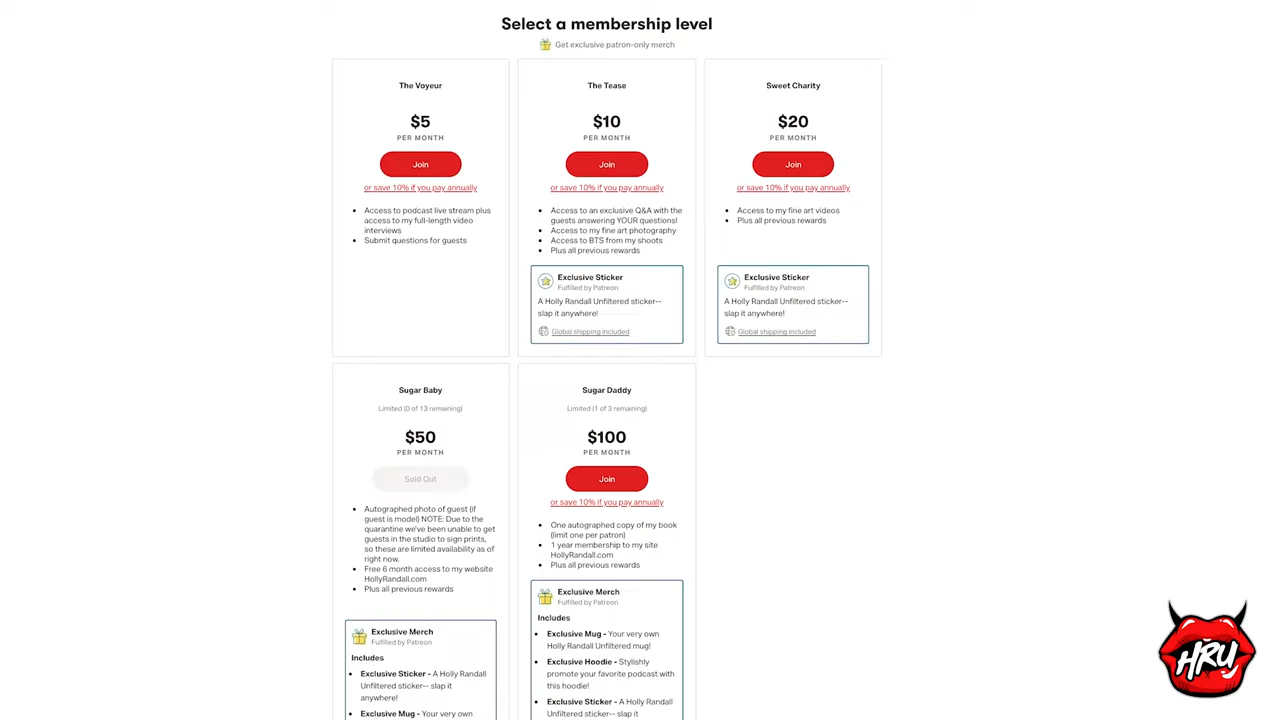 Select a membership level
Get exclusive patron-only merch
The Voyeur
$5
PER MONTH
Join
or save 10% if you pay annually
Access to podcast live stream plus
access to my full-length video
interviews
Submit questions for guests
The Tease
$10
PER MONTH
Join
or save 10% if you pay annually
Access to an exclusive Q&A with the
guests answering YOUR questions!
Access to my fine art photography
Access to BTS from my shoots
Plus all previous rewards
Exclusive Sticker
Fulfilled by Patreon
A Holly Randall Unfiltered sticker--
slap it anywhere!
Global shipping included
Sweet Charity
$20
PER MONTH
Join
or save 10% if you pay annually
Access to my fine art videos
Plus all previous rewards
Exclusive Sticker
Fulfilled by Patreon
A Holly Randall Unfiltered sticker--
slap it anywhere!
Global shipping included
Sugar Baby
Limited (0 of 13 remaining)
$50
PER MONTH
Sold Out
Autographed photo of guest (if
guest is model) NOTE: Due to the
quarantine we've been unable to get
guests in the studio to sign prints,
so these are limited availability as of
right now.
Free 6 month access to my website
HollyRandall.com
Plus all previous rewards
Exclusive Merch
Fulfilled by Patreon
Includes
Exclusive Sticker - A Holly Randall
Unfiltered sticker-- slap it
anywhere!
Exclusive Mug - Your very own
Sugar Daddy
Limited (1 of 3 remaining)
$100
PER MONTH
Join
or save 10% if you pay annually
One autographed copy of my book
(limit one per patron)
1 year membership to my site
HollyRandall.com
Plus all previous rewards
Exclusive Merch
Fulfilled by Patreon
Includes
Exclusive Mug - Your very own
Holly Randall Unfiltered mug!
Exclusive Hoodie - Stylishly
promote your favorite podcast with
this hoodie!
Exclusive Sticker - A Holly Randall
Unfiltered sticker-- slap it
HRU